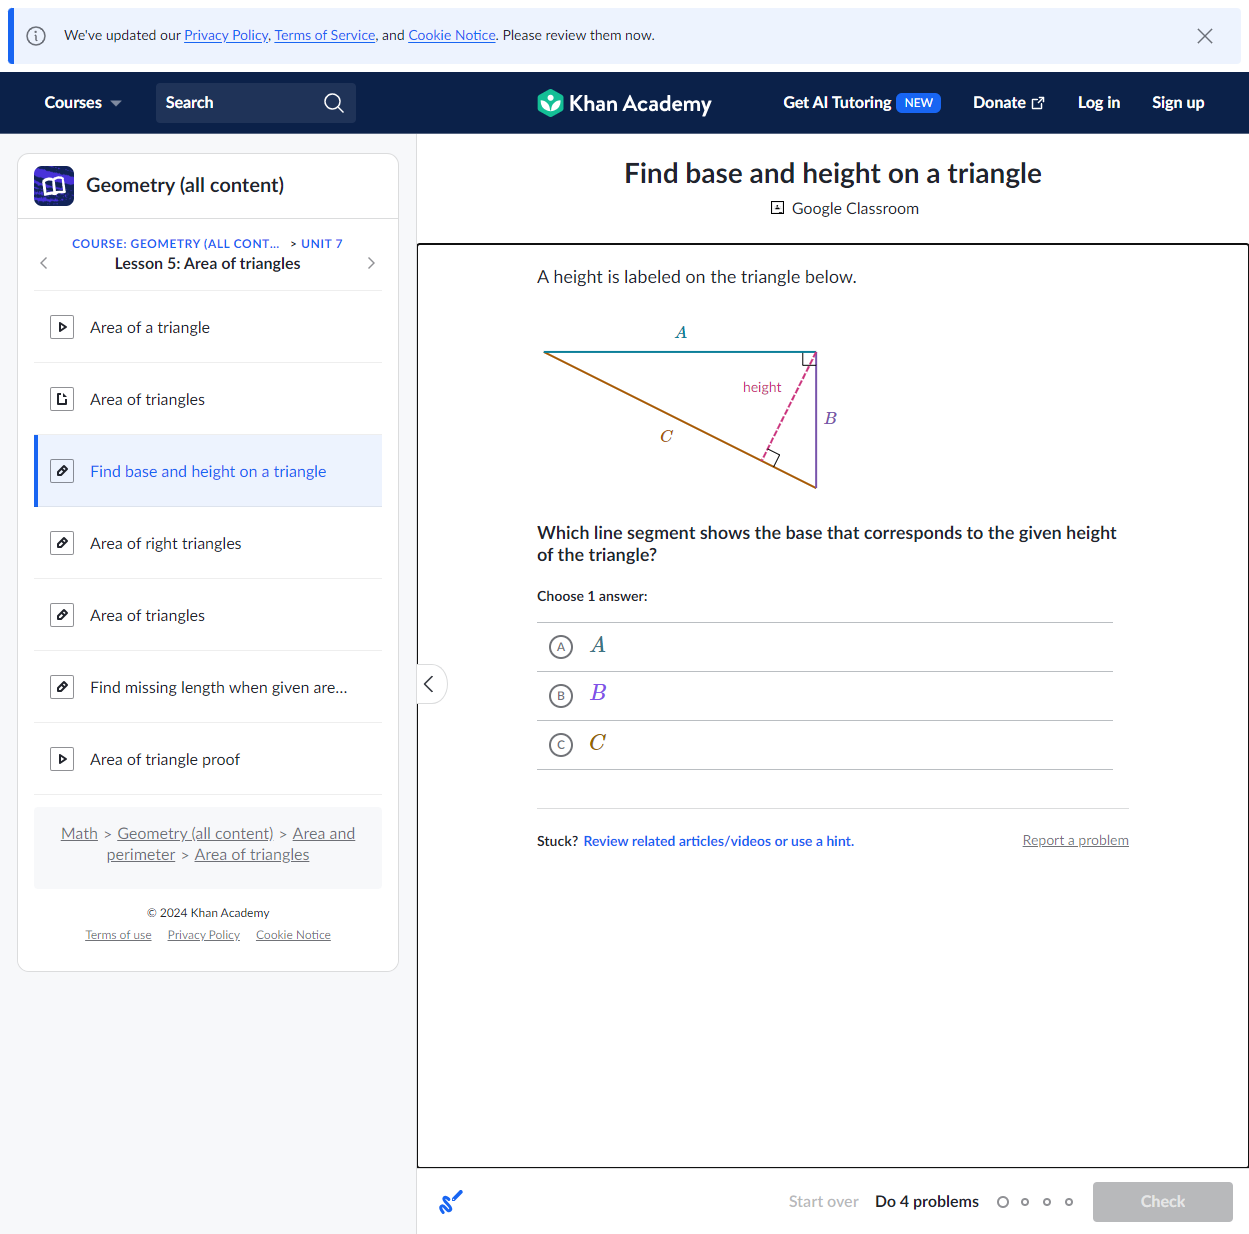 We've updated our Privacy Policy, Terms of Service, and Cookie Notice. Please review them now.
Courses
Search
Khan Academy
Get AI Tutoring NEW
Donate
Log in
Sign up
Geometry (all content)
COURSE: GEOMETRY (ALL CONT... > UNIT 7
Lesson 5: Area of triangles
Area of a triangle
Area of triangles
Find base and height on a triangle
Area of right triangles
Area of triangles
Find missing length when given are...
Area of triangle proof
Math > Geometry (all content) > Area and
perimeter > Area of triangles
© 2024 Khan Academy
Terms of use Privacy Policy Cookie Notice
Find base and height on a triangle
Google Classroom
A height is labeled on the triangle below.
A
height
B
C
Which line segment shows the base that corresponds to the given height
of the triangle?
Choose 1 answer:
A A
B B
C C
Stuck? Review related articles/videos or use a hint.
Report a problem
Start over
Do 4 problems
Check